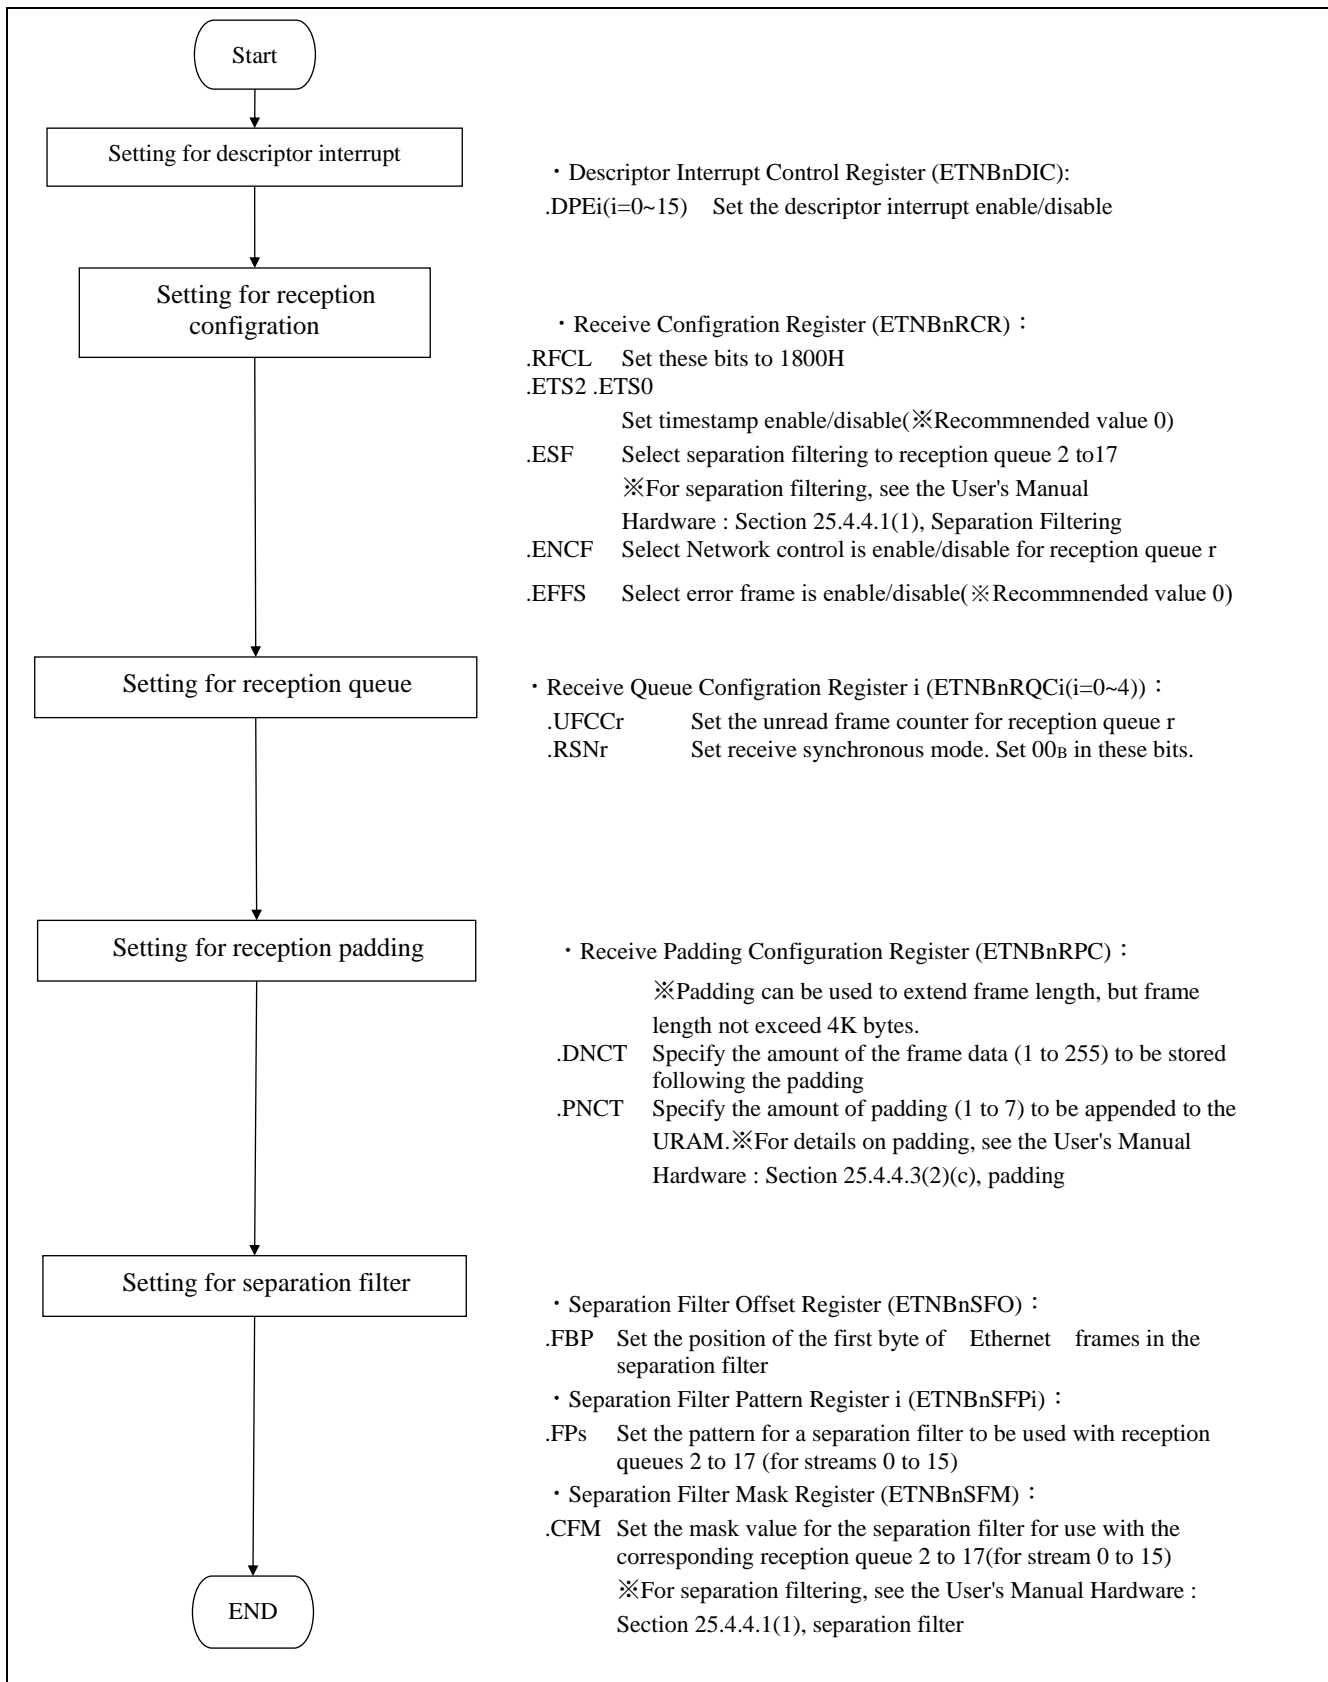 Start
Setting for descriptor interrupt
・Descriptor Interrupt Control Register (ETNBnDIC):
.DPEi(i=0~15) Set the descriptor interrupt enable/disable
Setting for reception
configration
・Receive Configration Register (ETNBnRCR)：
.RFCL Set these bits to 1800H
.ETS2 .ETS0
Set timestamp enable/disable(※Recommnended value 0)
.ESF Select separation filtering to reception queue 2 to17
※For separation filtering, see the User's Manual
Hardware : Section 25.4.4.1(1), Separation Filtering
.ENCF Select Network control is enable/disable for reception queue r
.EFFS Select error frame is enable/disable(※Recommnended value 0)
Setting for reception queue
・Receive Queue Configration Register i (ETNBnRQCi(i=0~4))：
.UFCCr Set the unread frame counter for reception queue r
.RSNr Set receive synchronous mode. Set 00B in these bits.
Setting for reception padding
・Receive Padding Configuration Register (ETNBnRPC)：
※Padding can be used to extend frame length, but frame
length not exceed 4K bytes.
.DNCT Specify the amount of the frame data (1 to 255) to be stored
following the padding
.PNCT Specify the amount of padding (1 to 7) to be appended to the
URAM.※For details on padding, see the User's Manual
Hardware : Section 25.4.4.3(2)(c), padding
Setting for separation filter
・Separation Filter Offset Register (ETNBnSFO)：
.FBP Set the position of the first byte of Ethernet frames in the
separation filter
・Separation Filter Pattern Register i (ETNBnSFPi)：
.FPs Set the pattern for a separation filter to be used with reception
queues 2 to 17 (for streams 0 to 15)
・Separation Filter Mask Register (ETNBnSFM)：
.CFM Set the mask value for the separation filter for use with the
corresponding reception queue 2 to 17(for stream 0 to 15)
※For separation filtering, see the User's Manual Hardware :
Section 25.4.4.1(1), separation filter
END